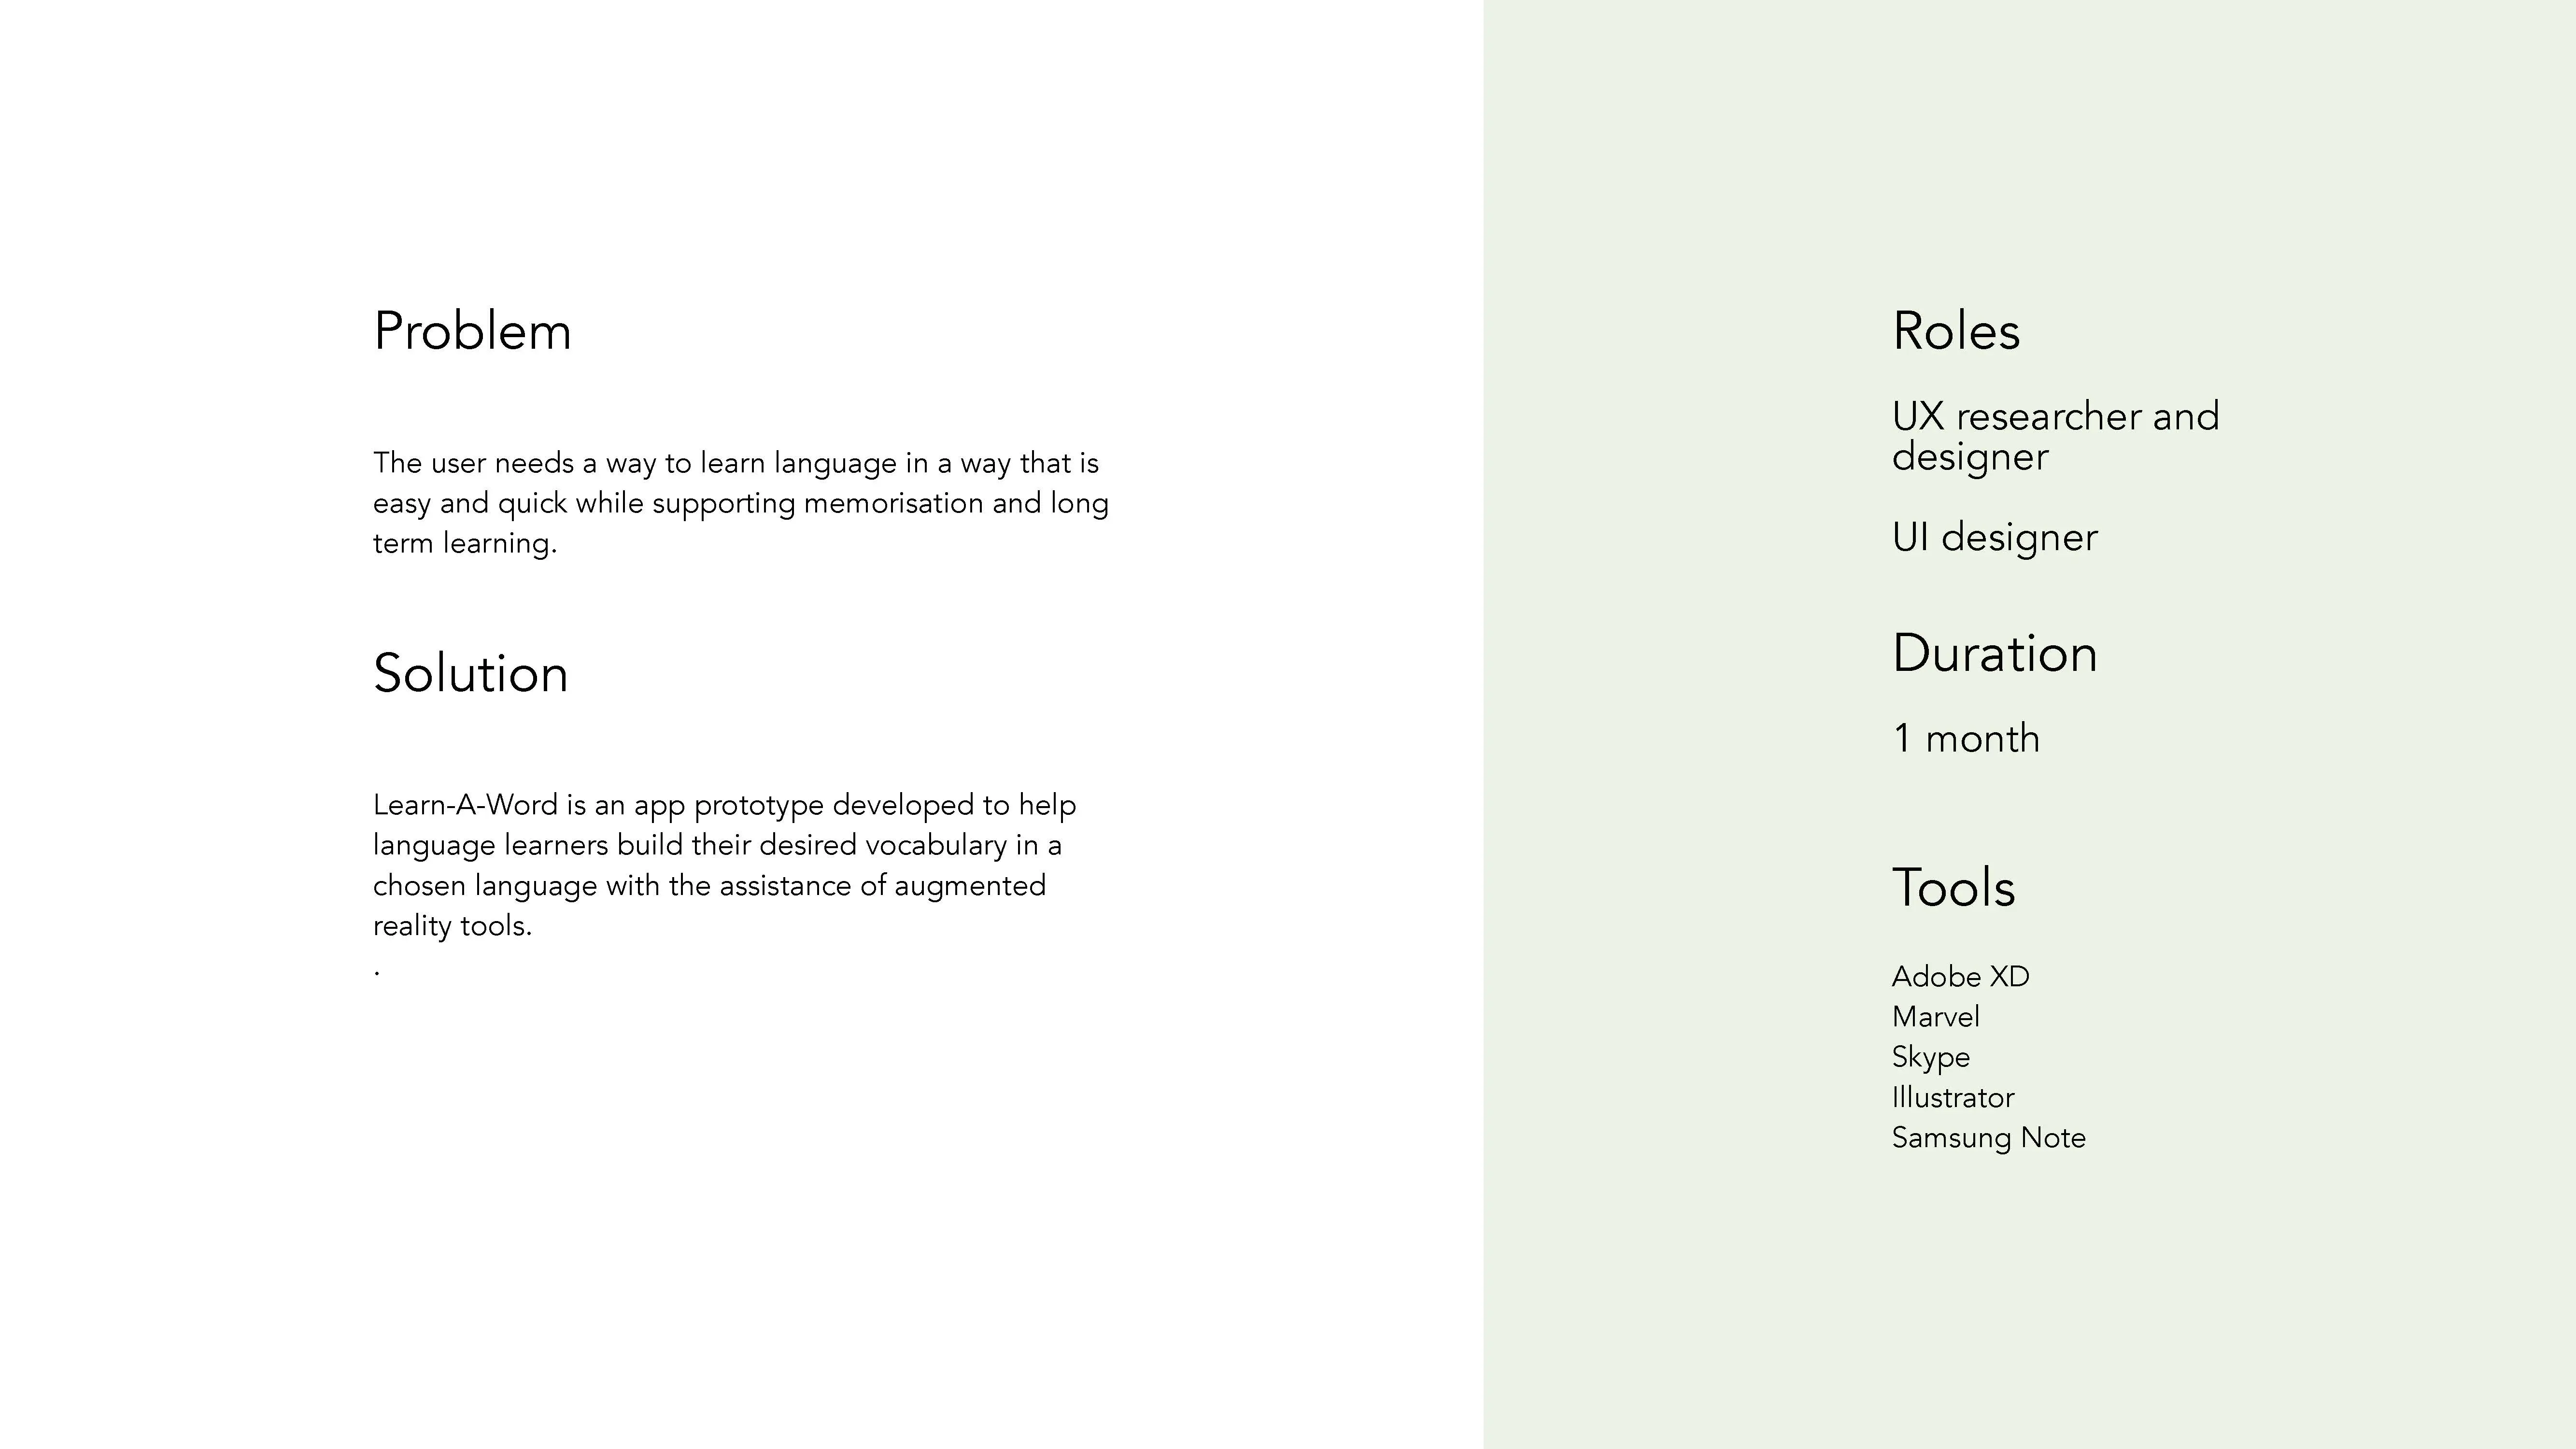 Problem
The user needs a way to learn language in a way that is
easy and quick while supporting memorisation and long
term learning.
Solution
Learn-A-Word is an app prototype developed to help
language learners build their desired vocabulary in a
chosen language with the assistance of augmented
reality tools.
.
Roles
UX researcher and
designer
UI designer
Duration
1 month
Tools
Adobe XD
Marvel
Skype
Illustrator
Samsung Note